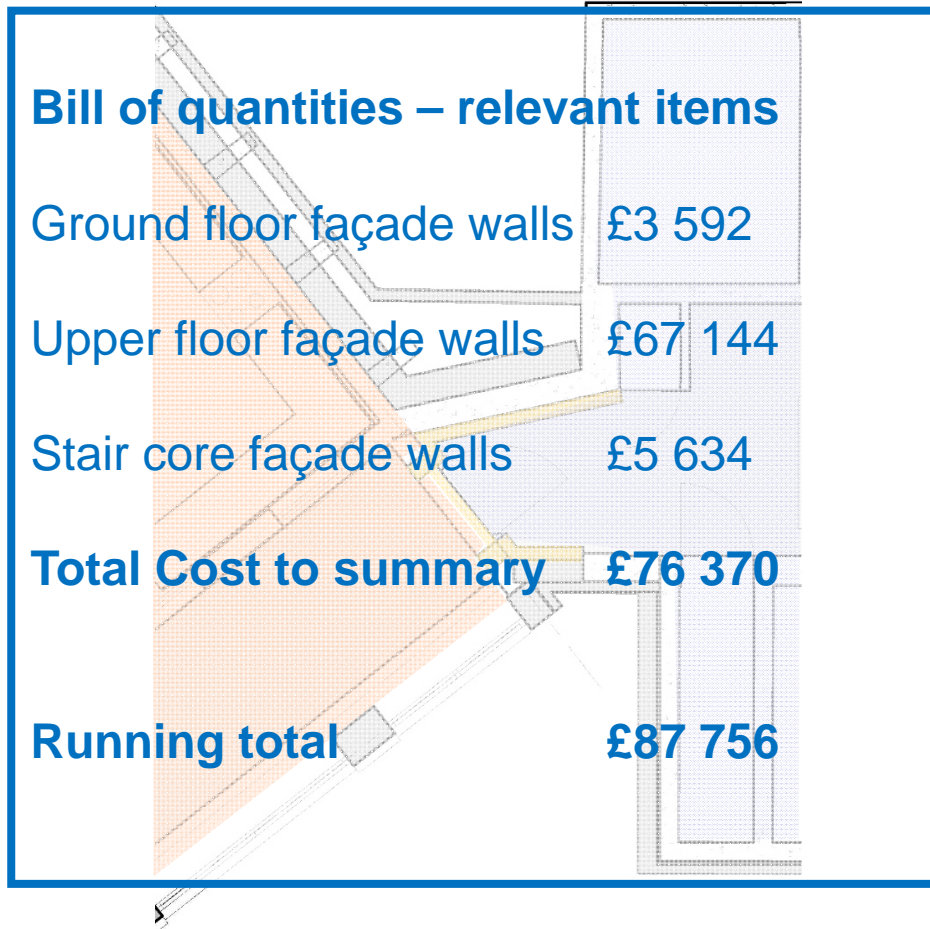 Bill of quantities – relevant items
Ground floor façade walls £3 592
Upper floor façade walls £67 144
Stair core façade walls £5 634
Total Cost to summary £76 370
Running total £87 756